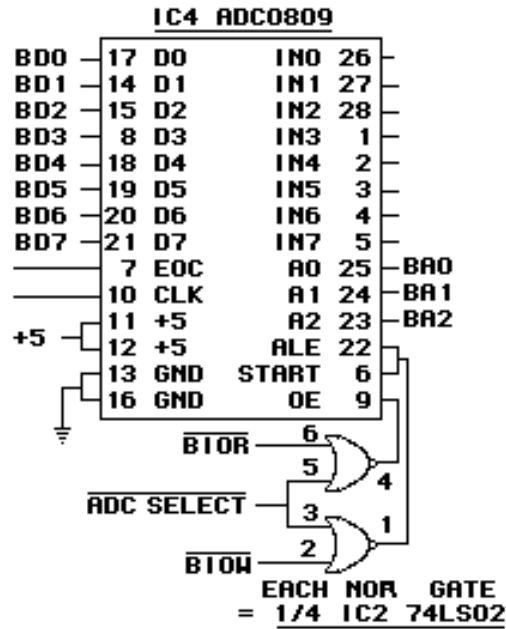 IC4 ADC0809
BD0 17 D0 IN0 26
BD1 14 D1 IN1 27
BD2 15 D2 IN2 28
BD3 8 D3 IN3 1
BD4 18 D4 IN4 2
BD5 19 D5 IN5 3
BD6 20 D6 IN6 4
BD7 21 D7 IN7 5
7 EOC A0 25 BA0
10 CLK A1 24 BA1
11 +5 A2 23 BA2
+5
12 +5 ALE 22
13 GND START 6
16 GND OE 9
BIOR 6
5 4
ADC SELECT
3 1
BIOW 2
EACH NOR GATE
= 1/4 IC2 74LS02